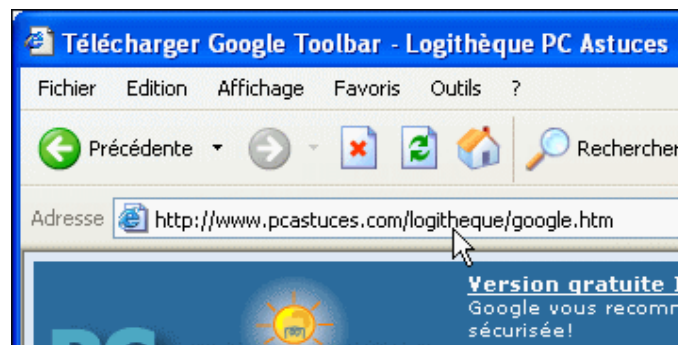 Télécharger Google Toolbar - Logithèque PC Astuces
Fichier Edition Affichage Favoris Outils ?
Précédente Rechercher
Adresse http://www.pcastuces.com/logitheque/google.htm
Version gratuite
Google vous recomm
sécurisée!
PC